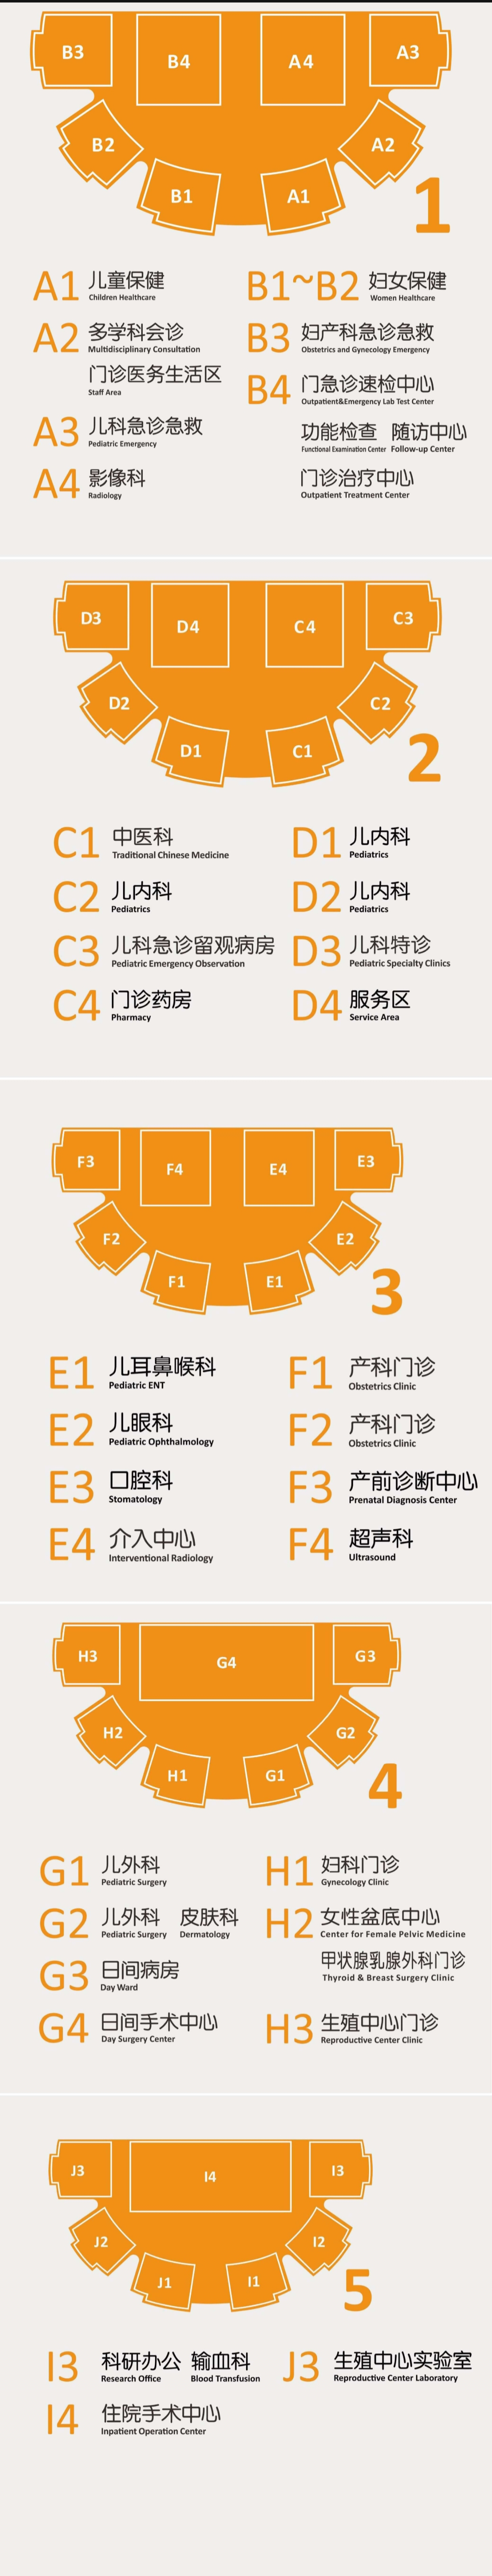 B3
B4
A4
A3
B2
A2
B1
A1
1
A1 儿童保健
Children Healthcare
A2 多学科会诊
Multidisciplinary Consultation
门诊医务生活区
Staff Area
A3 儿科急诊急救
Pediatric Emergency
A4 影像科
Radiology
B1~B2 妇女保健
Women Healthcare
B3 妇产科急诊急救
Obstetrics and Gynecology Emergency
B4 门急诊速检中心
Outpatient&Emergency Lab Test Center
功能检查 随访中心
Functional Examination Center Follow-up Center
门诊治疗中心
Outpatient Treatment Center
D3
D4
C4
C3
D2
C2
D1
C1
2
C1 中医科
Traditional Chinese Medicine
C2 儿内科
Pediatrics
C3 儿科急诊留观病房
Pediatric Emergency Observation
C4 门诊药房
Pharmacy
D1 儿内科
Pediatrics
D2 儿内科
Pediatrics
D3 儿科特诊
Pediatric Specialty Clinics
D4 服务区
Service Area
F3
F4
E4
E3
F2
E2
F1
E1
3
E1 儿耳鼻喉科
Pediatric ENT
E2 儿眼科
Pediatric Ophthalmology
E3 口腔科
Stomatology
E4 介入中心
Interventional Radiology
F1 产科门诊
Obstetrics Clinic
F2 产科门诊
Obstetrics Clinic
F3 产前诊断中心
Prenatal Diagnosis Center
F4 超声科
Ultrasound
H3
G4
G3
H2
G2
H1
G1
4
G1 儿外科
Pediatric Surgery
G2 儿外科 皮肤科
Pediatric Surgery Dermatology
G3 日间病房
Day Ward
G4 日间手术中心
Day Surgery Center
H1 妇科门诊
Gynecology Clinic
H2 女性盆底中心
Center for Female Pelvic Medicine
甲状腺乳腺外科门诊
Thyroid & Breast Surgery Clinic
H3 生殖中心门诊
Reproductive Center Clinic
J3
I4
I3
J2
I2
J1
I1
5
I3 科研办公 输血科
Research Office Blood Transfusion
I4 住院手术中心
Inpatient Operation Center
J3 生殖中心实验室
Reproductive Center Laboratory